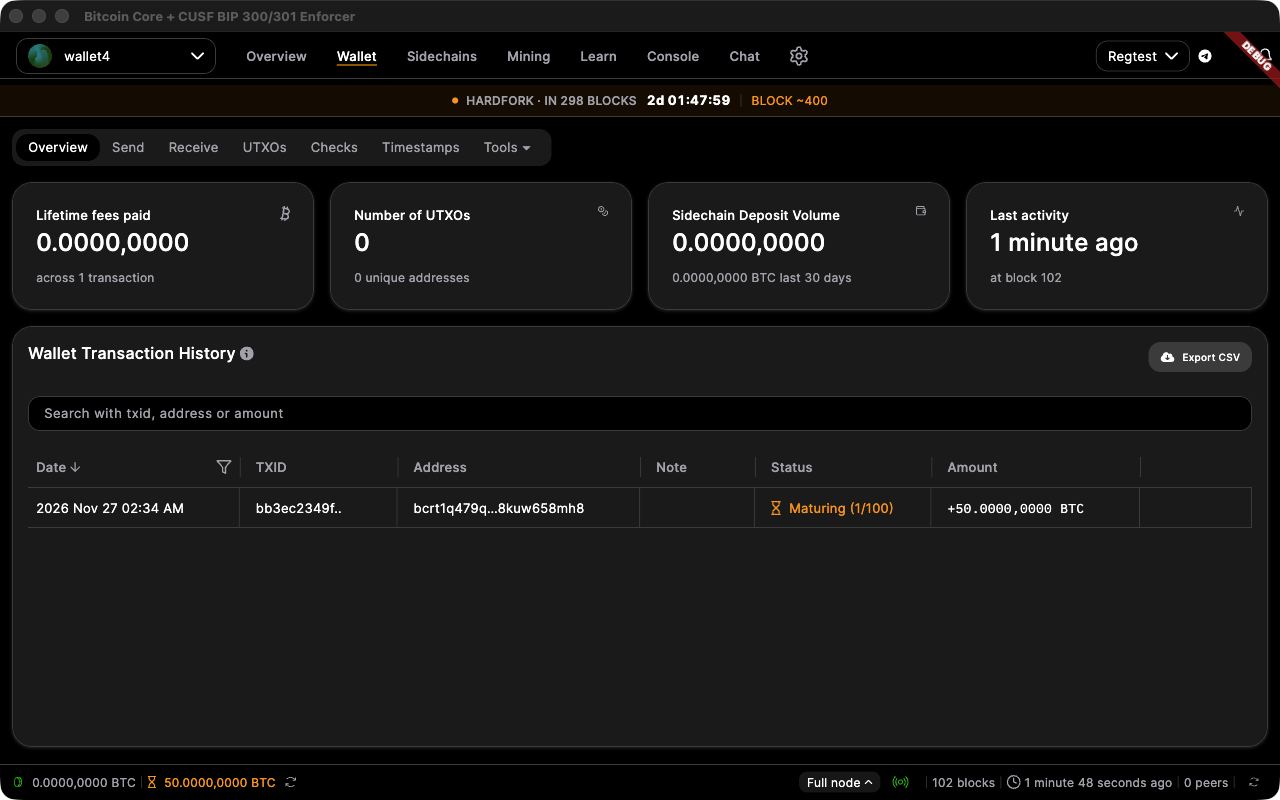 Bitcoin Core + CUSF BIP 300/301 Enforcer
wallet4
Overview Wallet Sidechains Mining Learn Console Chat
Regtest
DEBUG
HARDFORK · IN 298 BLOCKS 2d 01:47:59 BLOCK ~400
Overview Send Receive UTXOs Checks Timestamps Tools
Lifetime fees paid
0.0000,0000
across 1 transaction
Number of UTXOs
0
0 unique addresses
Sidechain Deposit Volume
0.0000,0000
0.0000,0000 BTC last 30 days
Last activity
1 minute ago
at block 102
Wallet Transaction History
Export CSV
Search with txid, address or amount
Date TXID Address Note Status Amount
2026 Nov 27 02:34 AM bb3ec2349f.. bcrt1q479q...8kuw658mh8 Maturing (1/100) +50.0000,0000 BTC
0.0000,0000 BTC 50.0000,0000 BTC Full node 102 blocks 1 minute 48 seconds ago 0 peers